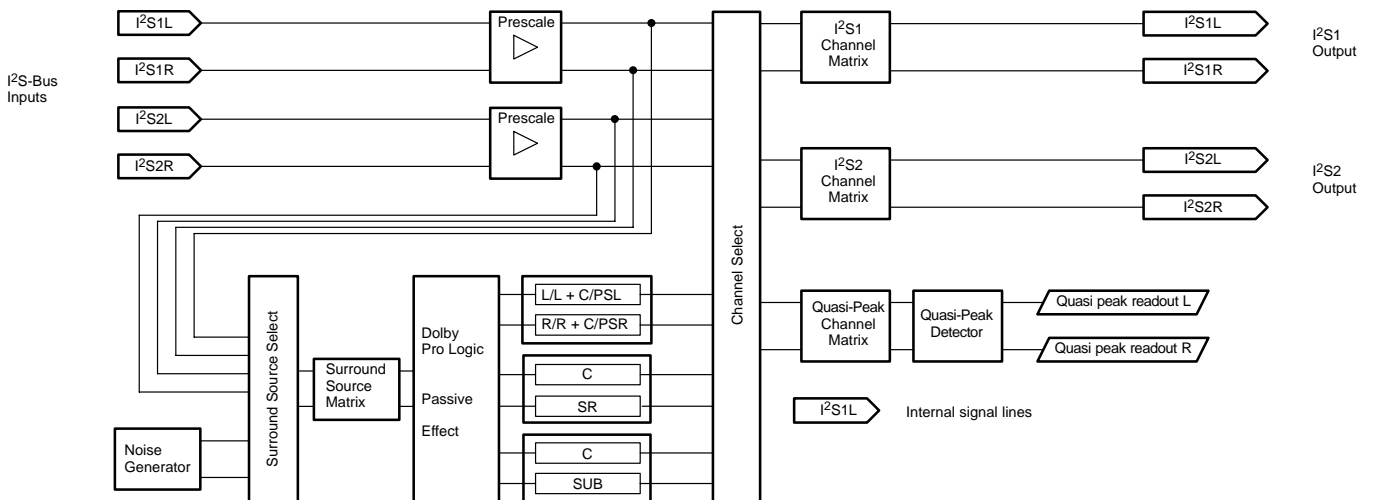 I²S-Bus
Inputs
I²S1L
I²S1R
I²S2L
I²S2R
Prescale
Prescale
Channel Select
I²S1
Channel
Matrix
I²S1L
I²S1R
I²S1
Output
I²S2
Channel
Matrix
I²S2L
I²S2R
I²S2
Output
Noise
Generator
Surround Source Select
Surround
Source
Matrix
Dolby
Pro Logic
Passive
Effect
L/L + C/PSL
R/R + C/PSR
C
SR
C
SUB
Quasi-Peak
Channel
Matrix
Quasi-Peak
Detector
Quasi peak readout L
Quasi peak readout R
I²S1L
Internal signal lines